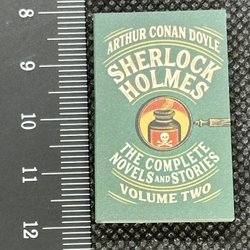 ARTHUR CONAN DOYLE
SHERLOCK
HOLMES
THE COMPLETE
NOVELS AND STORIES
VOLUME TWO
8
9
10
11
12